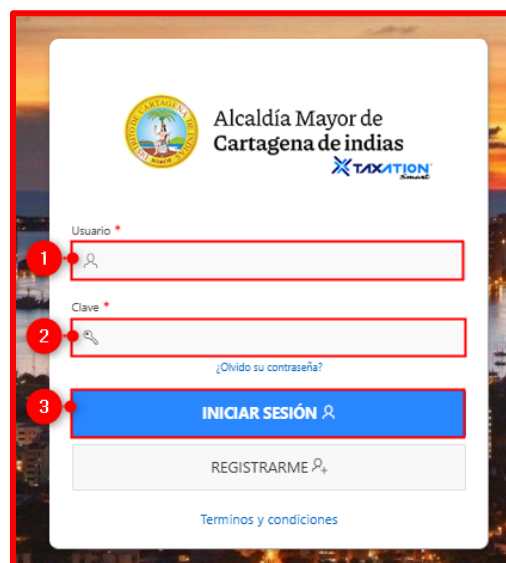 Alcaldía Mayor de
Cartagena de indias
TAXATION
Smart
Usuario *
1
Clave *
2
¿Olvido su contraseña?
3
INICIAR SESIÓN
REGISTRARME
Terminos y condiciones